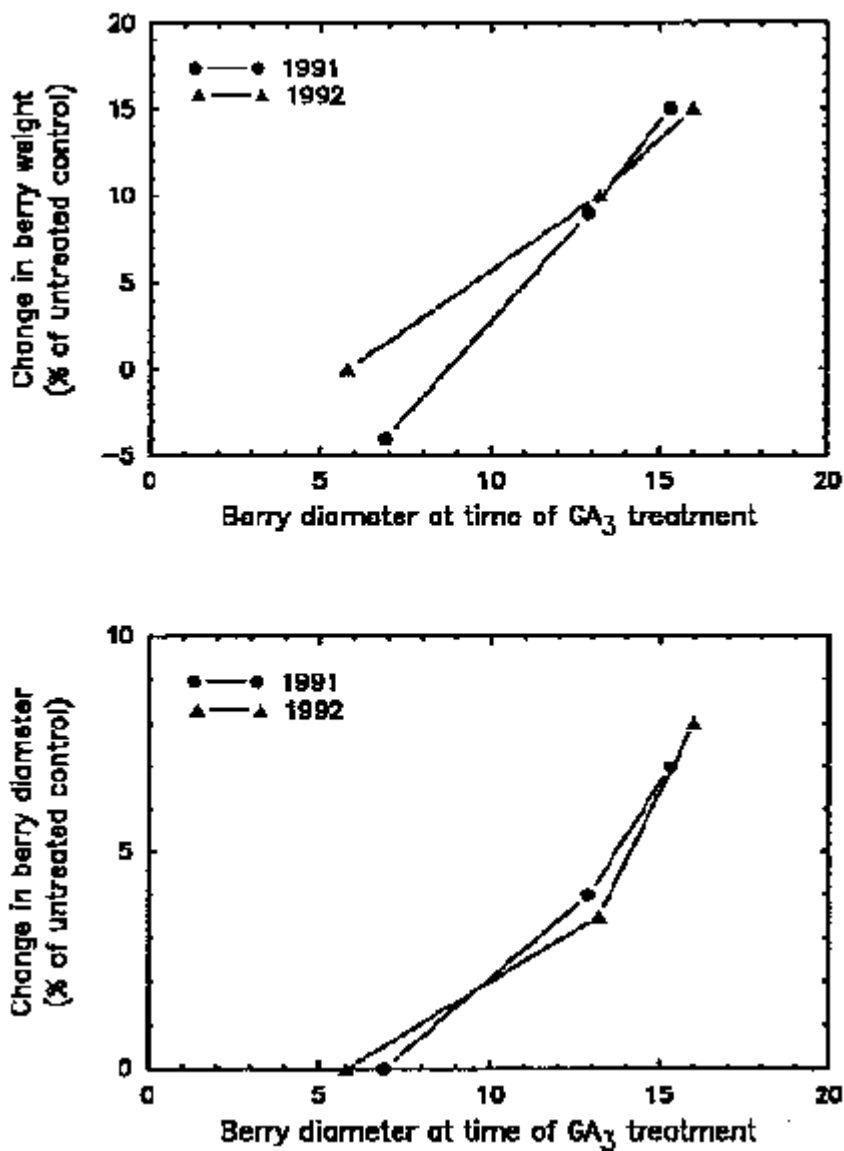 Change in berry weight
(% of untreated control)
20
15
10
5
0
−5
1991
1992
0 5 10 15 20
Berry diameter at time of GA3 treatment
Change in berry diameter
(% of untreated control)
10
5
0
1991
1992
0 5 10 15 20
Berry diameter at time of GA3 treatment